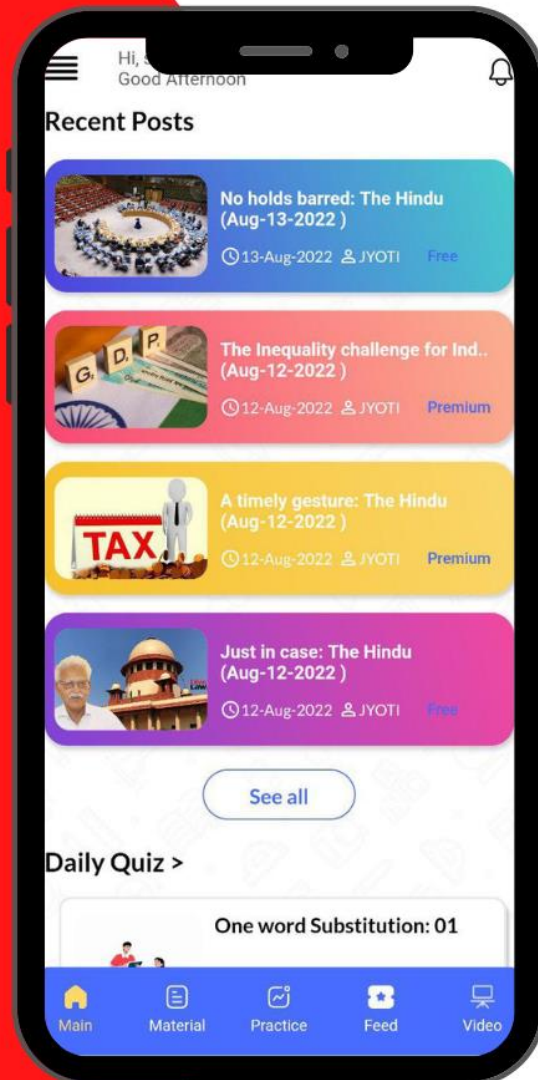 Hi,
Good Afternoon
Recent Posts
No holds barred: The Hindu
(Aug-13-2022 )
13-Aug-2022 JYOTI Free
G D P
The Inequality challenge for Ind..
(Aug-12-2022 )
12-Aug-2022 JYOTI Premium
TAX
A timely gesture: The Hindu
(Aug-12-2022 )
12-Aug-2022 JYOTI Premium
Just in case: The Hindu
(Aug-12-2022 )
12-Aug-2022 JYOTI Free
See all
Daily Quiz >
One word Substitution: 01
Main Material Practice Feed Video